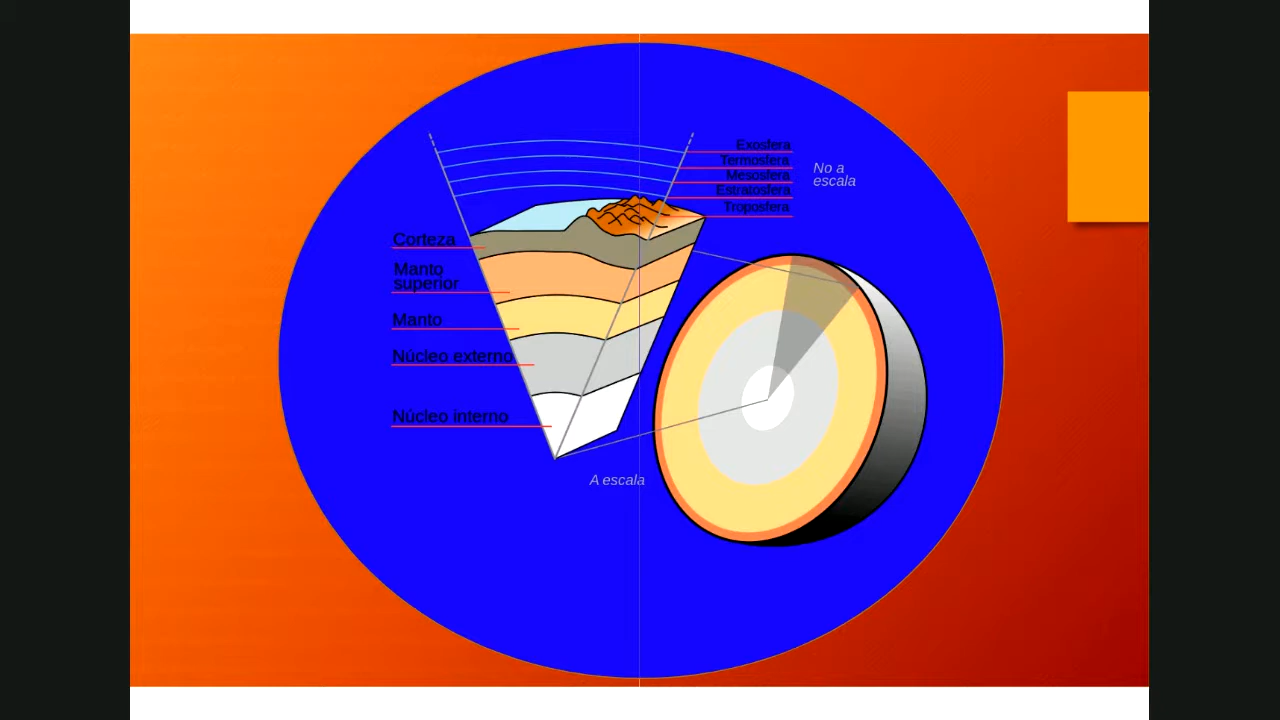 Exosfera
Termosfera
Mesosfera
Estratosfera
Troposfera
No a
escala
Corteza
Manto
superior
Manto
Núcleo externo
Núcleo interno
A escala